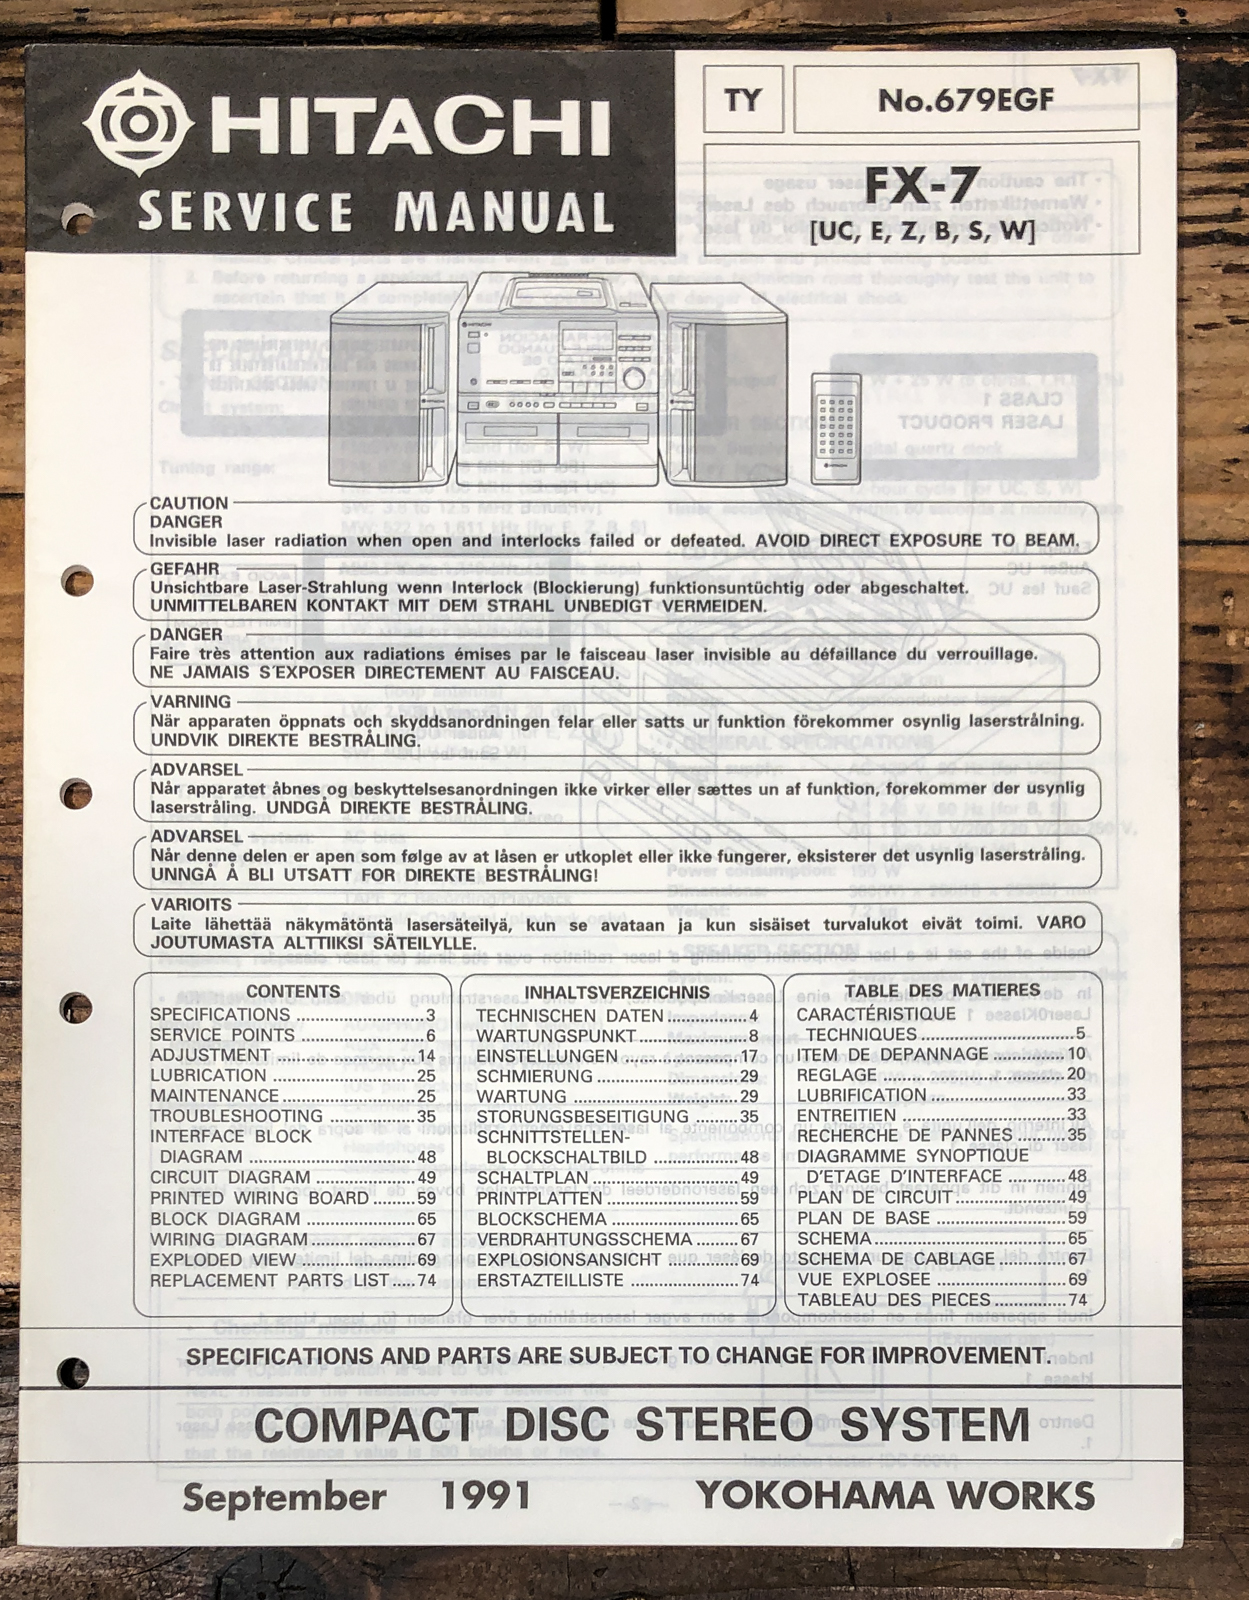 HITACHI
SERVICE MANUAL
TY
No.679EGF
FX-7
[UC, E, Z, B, S, W]
HITACHI
HITACHI
CAUTION
DANGER
Invisible laser radiation when open and interlocks failed or defeated. AVOID DIRECT EXPOSURE TO BEAM.
GEFAHR
Unsichtbare Laser-Strahlung wenn Interlock (Blockierung) funktionsuntüchtig oder abgeschaltet.
UNMITTELBAREN KONTAKT MIT DEM STRAHL UNBEDIGT VERMEIDEN.
DANGER
Faire très attention aux radiations émises par le faisceau laser invisible au défaillance du verrouillage.
NE JAMAIS S'EXPOSER DIRECTEMENT AU FAISCEAU.
VARNING
När apparaten öppnats och skyddsanordningen felar eller satts ur funktion förekommer osynlig laserstrålning.
UNDVIK DIREKTE BESTRÅLING.
ADVARSEL
Når apparatet åbnes og beskyttelsesanordningen ikke virker eller sættes un af funktion, forekommer der usynlig
laserstråling. UNDGÅ DIREKTE BESTRÅLING.
ADVARSEL
Når denne delen er apen som følge av at låsen er utkoplet eller ikke fungerer, eksisterer det usynlig laserstråling.
UNNGÅ Å BLI UTSATT FOR DIREKTE BESTRÅLING!
VARIOITS
Laite lähettää näkymätöntä lasersäteilyä, kun se avataan ja kun sisäiset turvalukot eivät toimi. VARO
JOUTUMASTA ALTTIIKSI SÄTEILYLLE.
CONTENTS
SPECIFICATIONS ......................3
SERVICE POINTS ......................6
ADJUSTMENT ..........................14
LUBRICATION ..........................25
MAINTENANCE ........................25
TROUBLESHOOTING ................35
INTERFACE BLOCK
DIAGRAM ..............................48
CIRCUIT DIAGRAM ..................49
PRINTED WIRING BOARD ........59
BLOCK DIAGRAM ....................65
WIRING DIAGRAM ...................67
EXPLODED VIEW .....................69
REPLACEMENT PARTS LIST ....74
INHALTSVERZEICHNIS
TECHNISCHEN DATEN ..............4
WARTUNGSPUNKT ...................8
EINSTELLUNGEN ....................17
SCHMIERUNG .........................29
WARTUNG ..............................29
STORUNGSBESEITIGUNG ........35
SCHNITTSTELLEN-
BLOCKSCHALTBILD ...............48
SCHALTPLAN .........................49
PRINTPLATTEN .......................59
BLOCKSCHEMA ......................65
VERDRAHTUNGSSCHEMA ........67
EXPLOSIONSANSICHT .............69
ERSTAZTEILLISTE ...................74
TABLE DES MATIERES
CARACTÉRISTIQUE
TECHNIQUES ...........................5
ITEM DE DEPANNAGE .............10
REGLAGE ...............................20
LUBRIFICATION .......................33
ENTREITIEN ............................33
RECHERCHE DE PANNES .........35
DIAGRAMME SYNOPTIQUE
D'ETAGE D'INTERFACE ..........48
PLAN DE CIRCUIT ...................49
PLAN DE BASE .......................59
SCHEMA .................................65
SCHEMA DE CABLAGE ............67
VUE EXPLOSEE .......................69
TABLEAU DES PIECES ..............74
SPECIFICATIONS AND PARTS ARE SUBJECT TO CHANGE FOR IMPROVEMENT.
COMPACT DISC STEREO SYSTEM
September 1991
YOKOHAMA WORKS